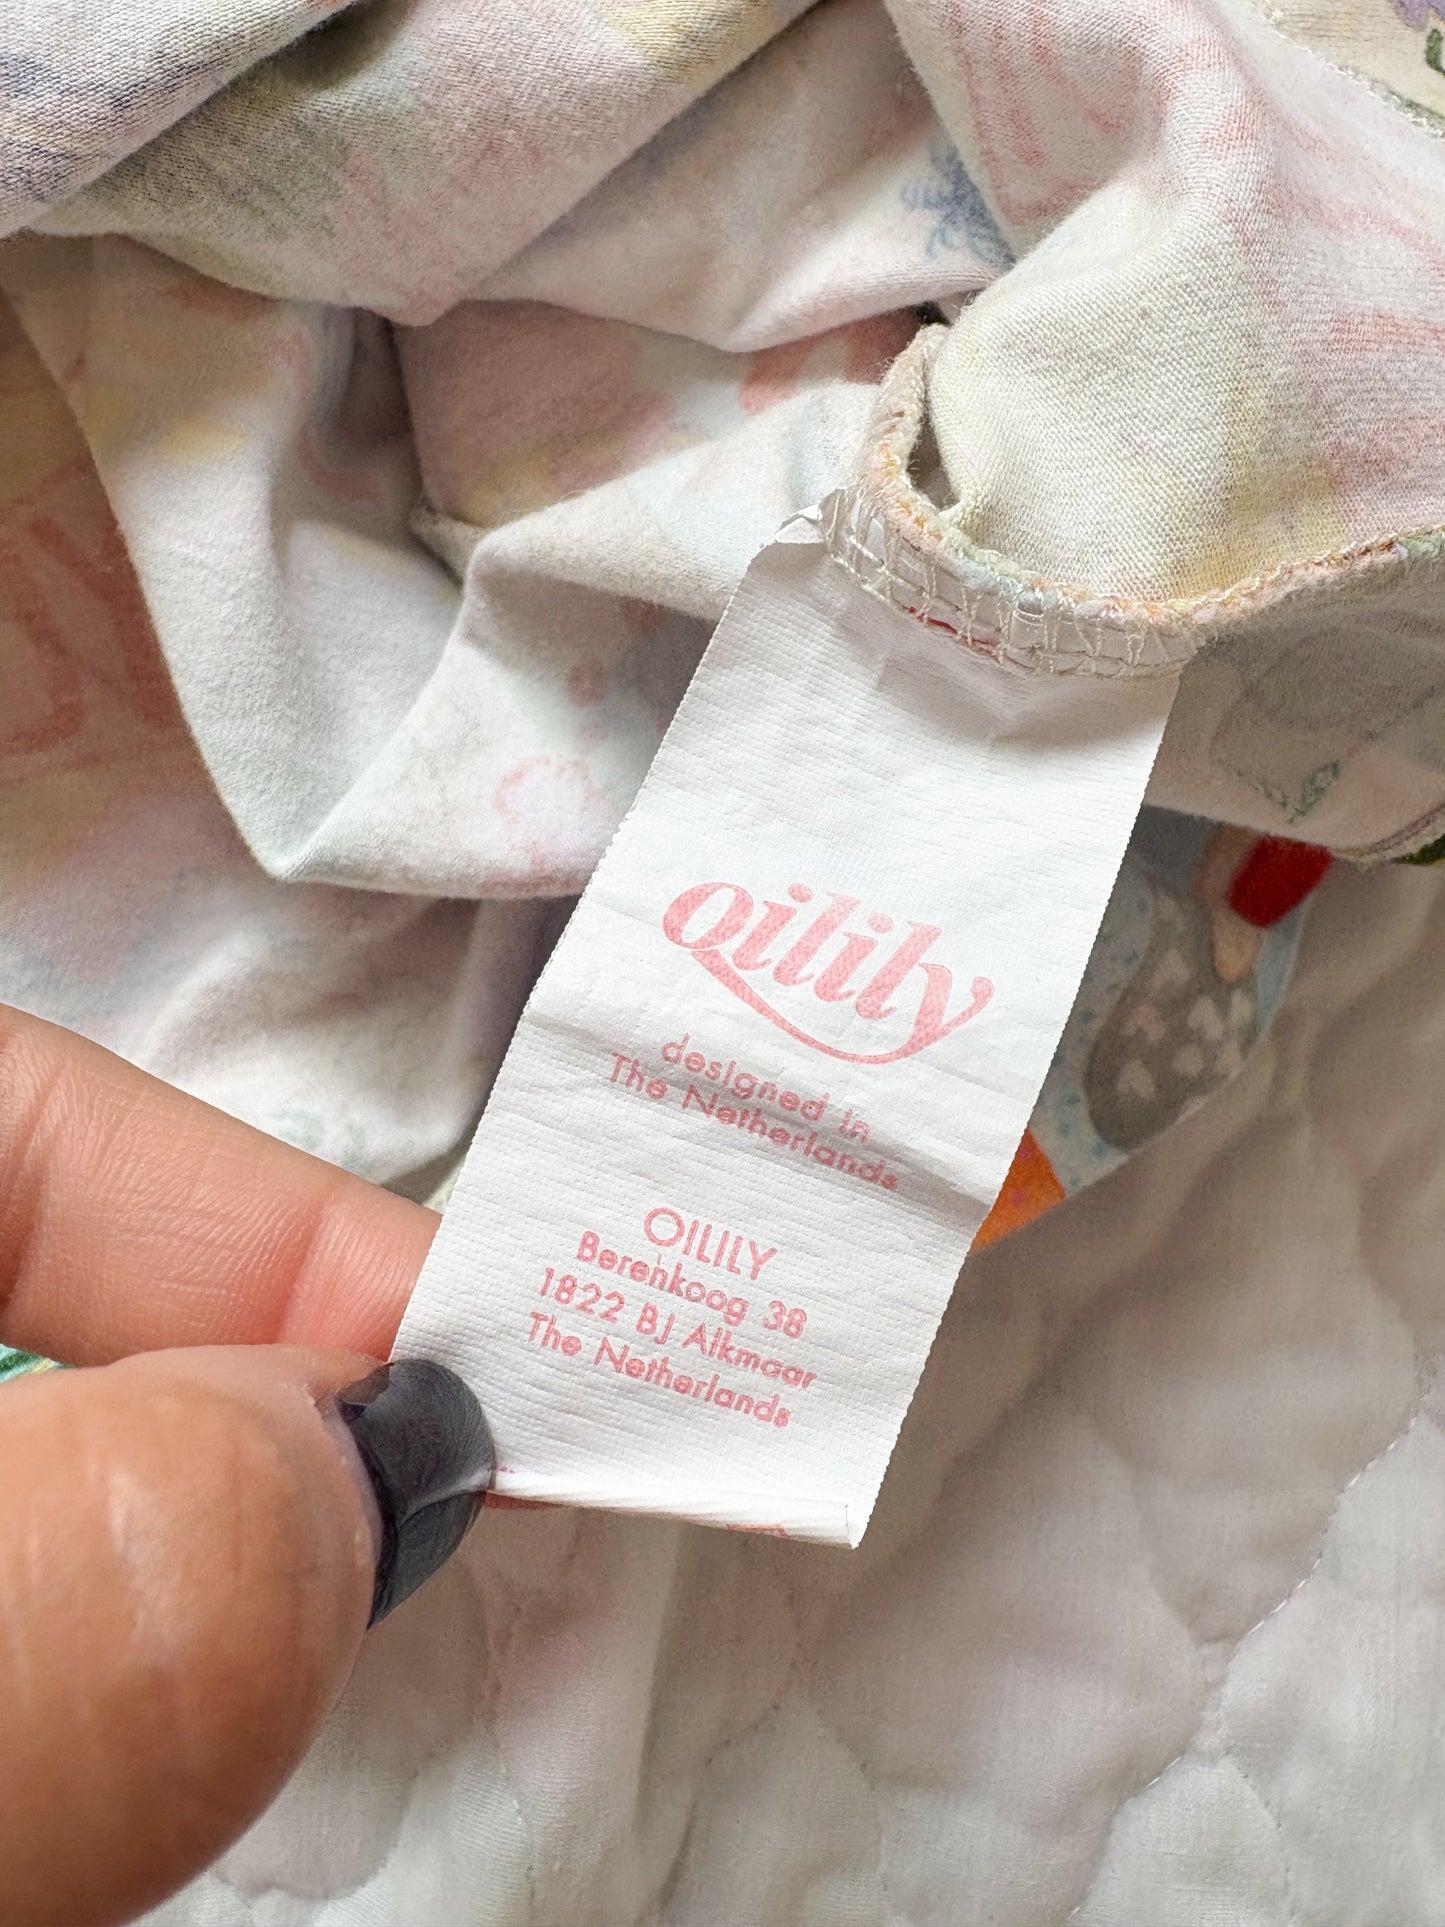 oilily
designed in
The Netherlands
OILILY
Berenkoog 38
1822 BJ Alkmaar
The Netherlands